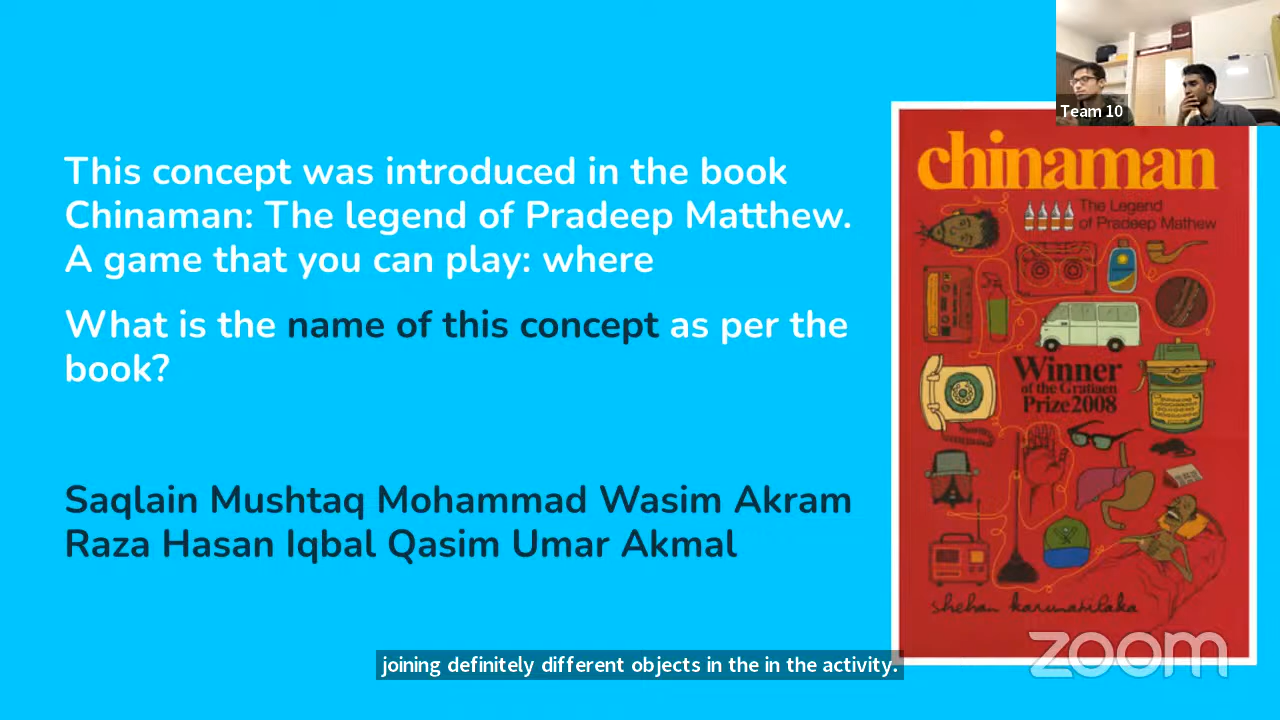 Team 10
This concept was introduced in the book
Chinaman: The legend of Pradeep Matthew.
A game that you can play: where
What is the name of this concept as per the
book?
Saqlain Mushtaq Mohammad Wasim Akram
Raza Hasan Iqbal Qasim Umar Akmal
chinaman
The Legend
of Pradeep Mathew
Winner
of the Gratiaen
Prize 2008
shehan karunatilaka
joining definitely different objects in the in the activity.
zoom